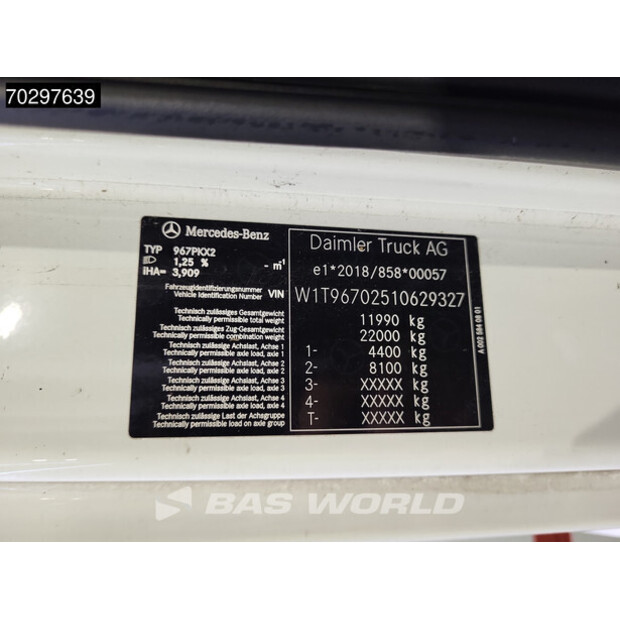 70297639
Mercedes-Benz
Daimler Truck AG
TYP 967PKX2
1,25 % - m⁻¹
e1*2018/858*00057
iHA= 3,909
Fahrzeugidentifizierungsnummer
Vehicle Identification Number VIN W1T96702510629327
Technisch zulässiges Gesamtgewicht
Technically permissible total weight 11990 kg
Technisch zulässiges Zug-Gesamtgewicht
Technically permissible combination weight 22000 kg
Technisch zulässige Achslast, Achse 1
Technically permissible axle load, axle 1 1- 4400 kg
Technisch zulässige Achslast, Achse 2
Technically permissible axle load, axle 2 2- 8100 kg
Technisch zulässige Achslast, Achse 3
Technically permissible axle load, axle 3 3- XXXXX kg
Technisch zulässige Achslast, Achse 4
Technically permissible axle load, axle 4 4- XXXXX kg
Technisch zulässige Last der Achsgruppe
Technically permissible load on axle group T- XXXXX kg
A 002 584 08 01
BAS WORLD